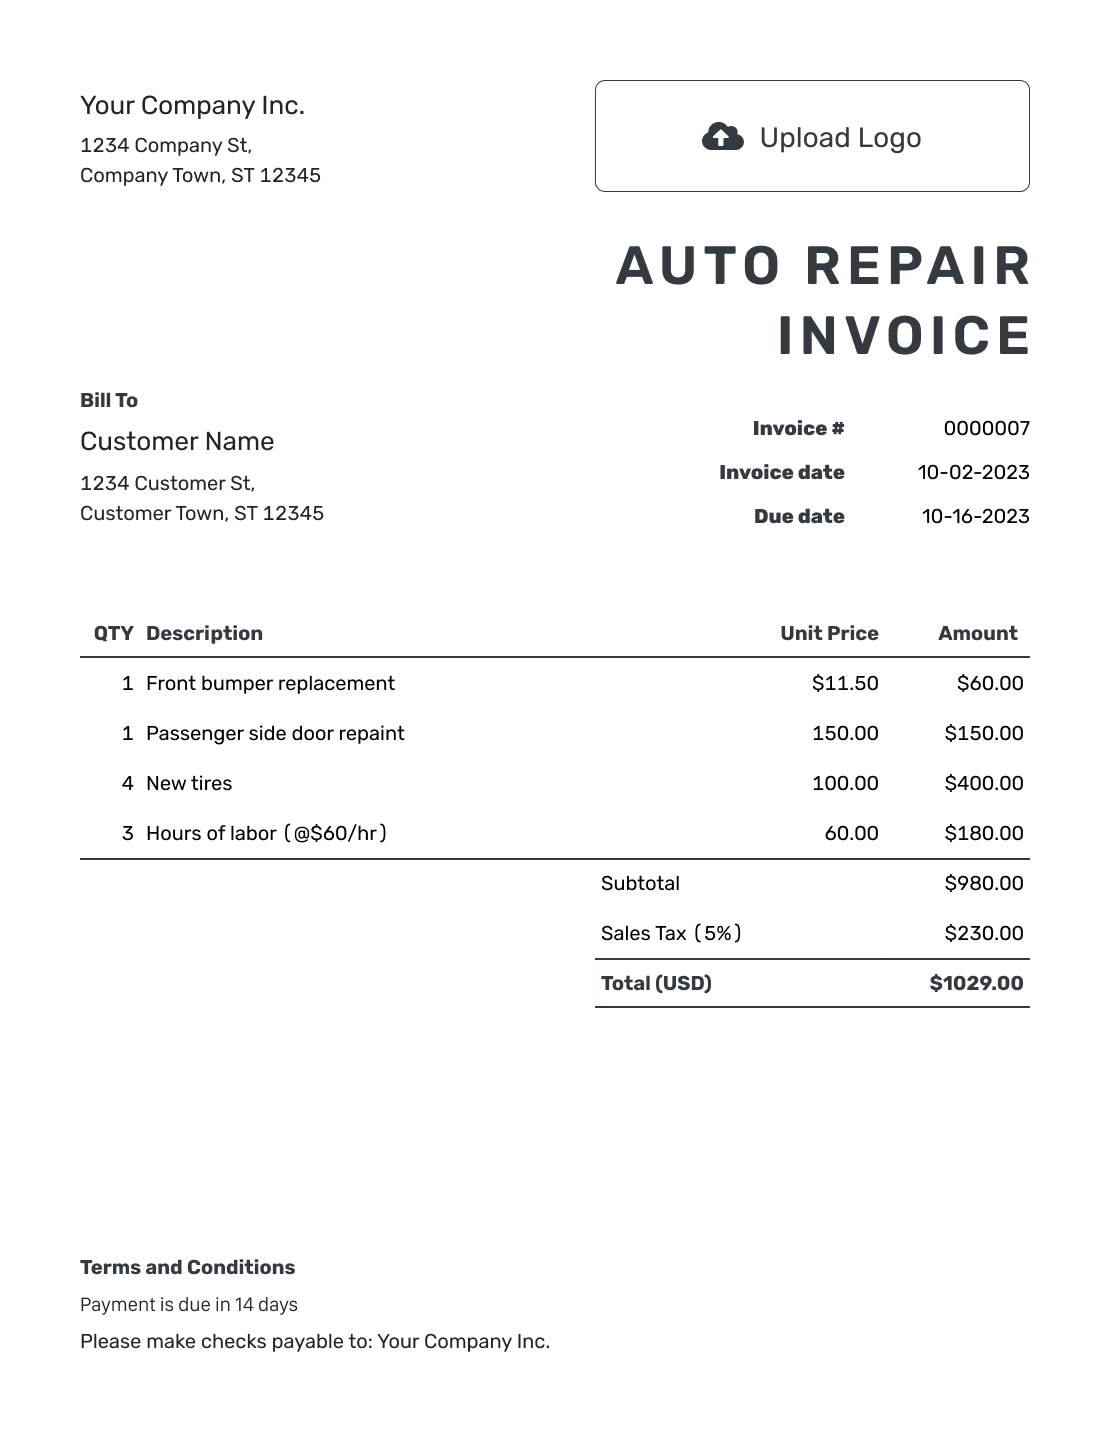 Your Company Inc.
1234 Company St,
Company Town, ST 12345
Upload Logo
AUTO REPAIR
INVOICE
Bill To
Customer Name
1234 Customer St,
Customer Town, ST 12345
Invoice # 0000007
Invoice date 10-02-2023
Due date 10-16-2023
QTY Description Unit Price Amount
1 Front bumper replacement $11.50 $60.00
1 Passenger side door repaint 150.00 $150.00
4 New tires 100.00 $400.00
3 Hours of labor (@$60/hr) 60.00 $180.00
Subtotal $980.00
Sales Tax (5%) $230.00
Total (USD) $1029.00
Terms and Conditions
Payment is due in 14 days
Please make checks payable to: Your Company Inc.